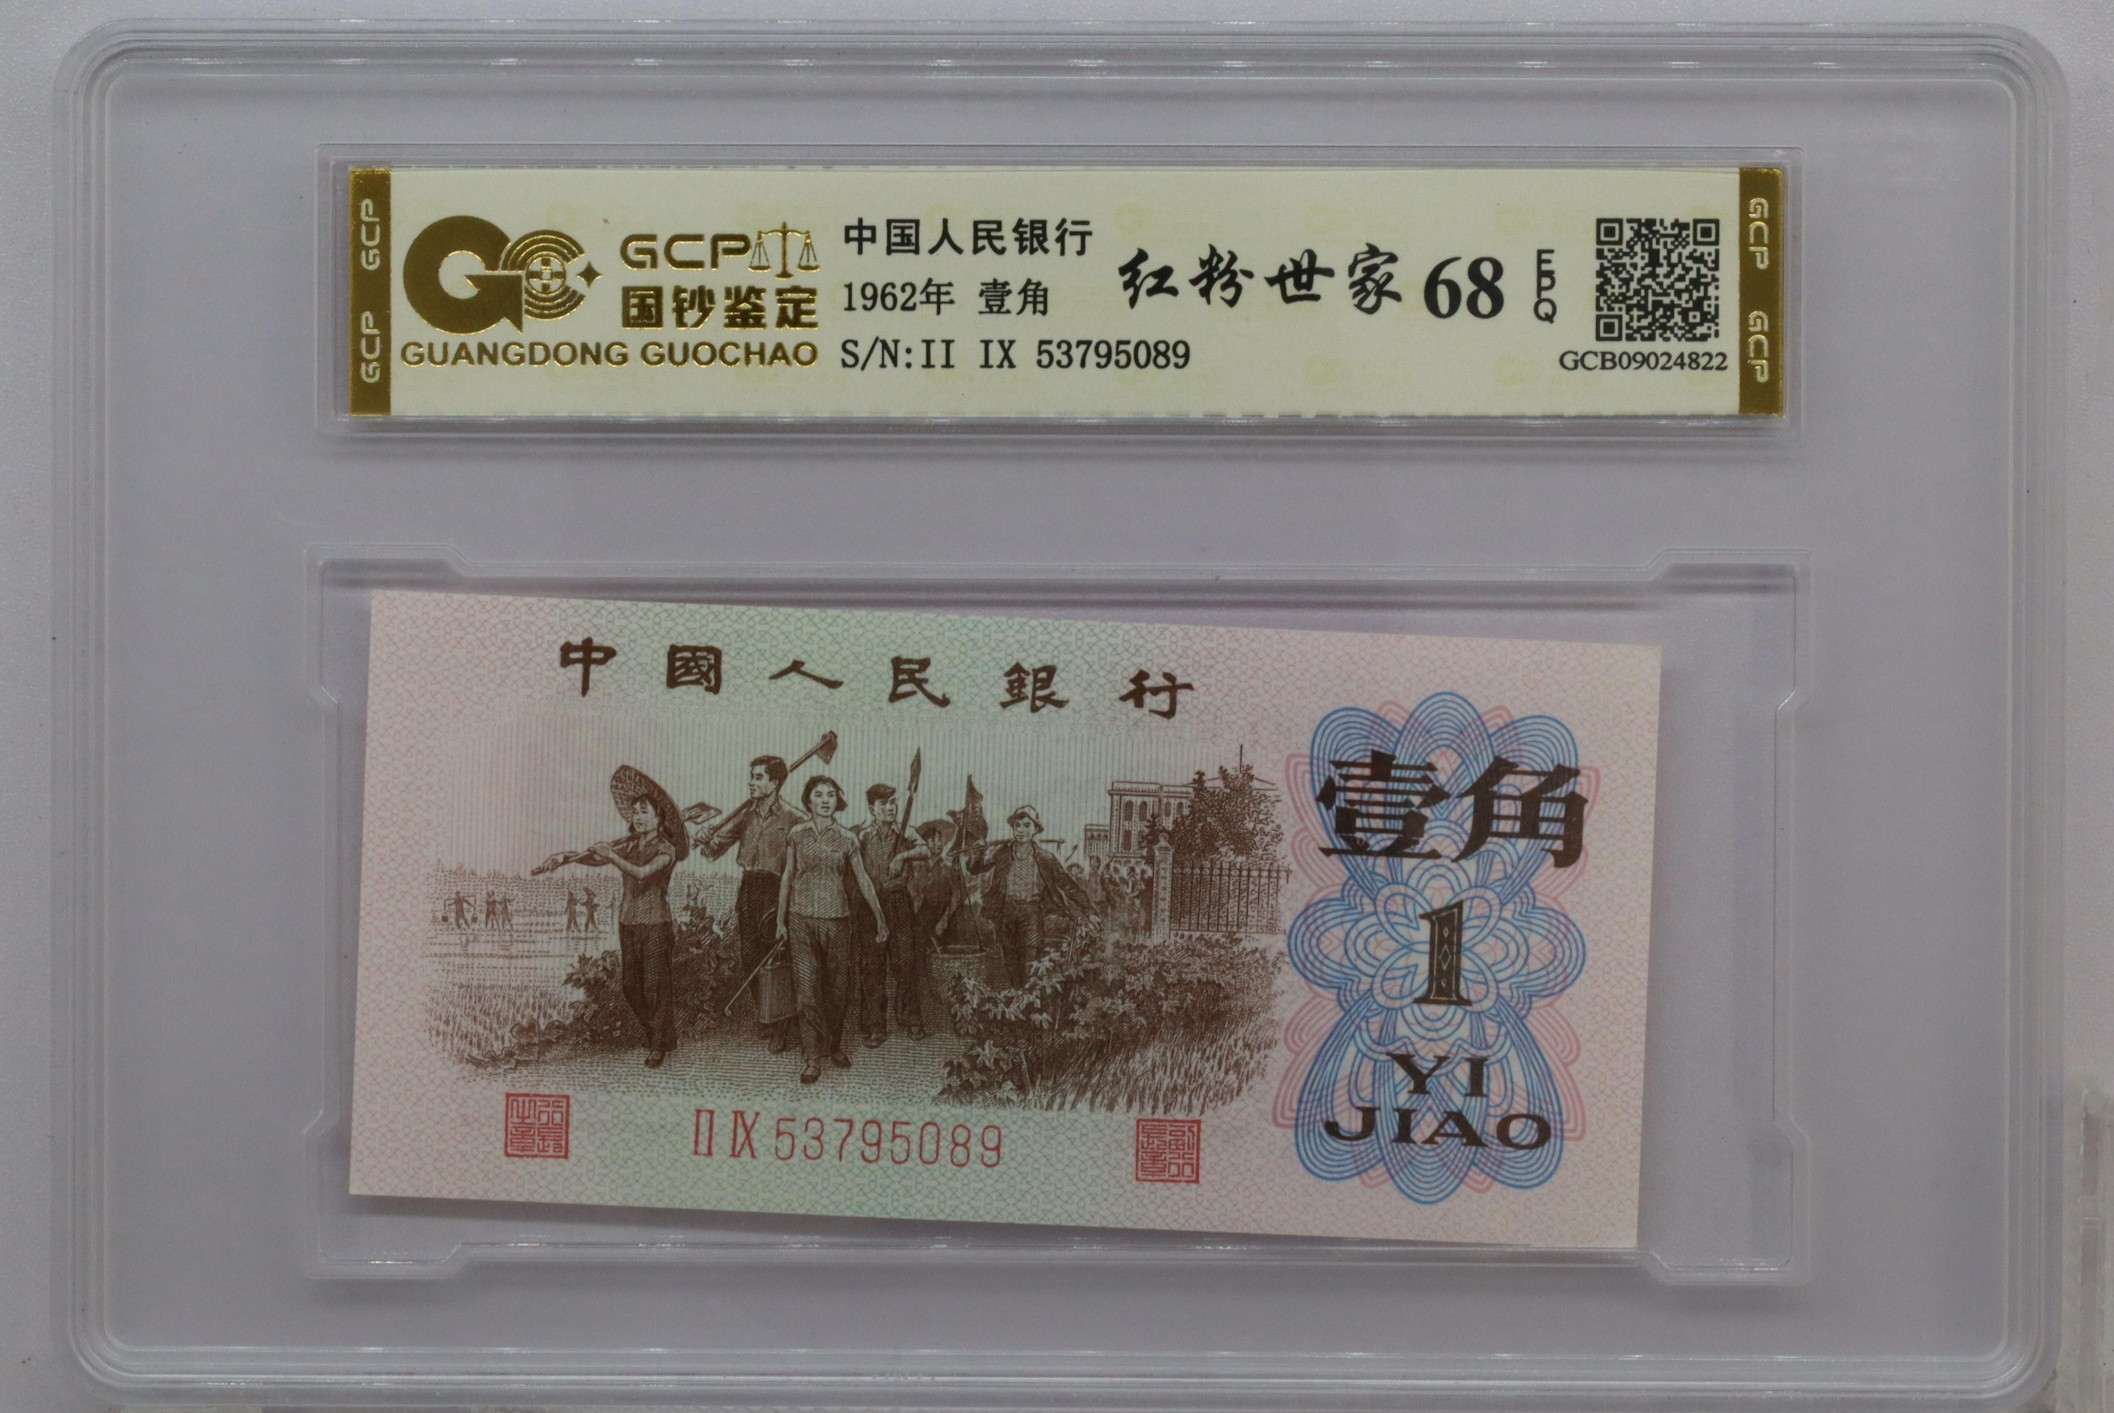 GCP
GCP
GCP
国钞鉴定
GUANGDONG GUOCHAO
中国人民银行
1962年 壹角
S/N:II IX 53795089
红粉世家 68 EPQ
GCB09024822
GCP
GCP
中國人民銀行
壹角
1
YI
JIAO
II IX 53795089